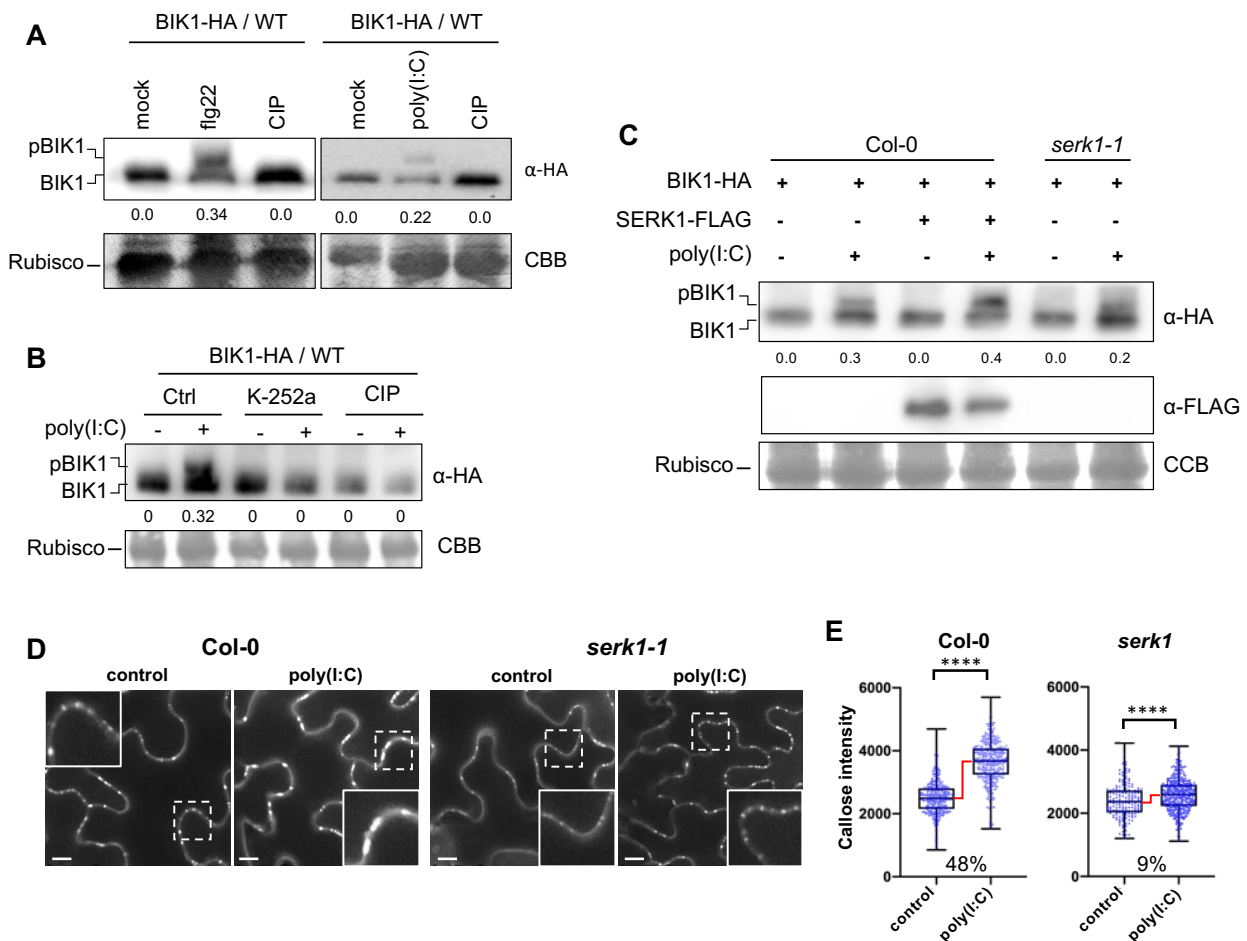 A
BIK1-HA / WT
BIK1-HA / WT
mock
flg22
CIP
mock
poly(I:C)
CIP
pBIK1
BIK1
α-HA
0.0 0.34 0.0 0.0 0.22 0.0
Rubisco
CBB
B
BIK1-HA / WT
Ctrl K-252a CIP
poly(I:C) - + - + - +
pBIK1
BIK1
α-HA
0 0.32 0 0 0 0
Rubisco
CBB
C
Col-0 serk1-1
BIK1-HA + + + + + +
SERK1-FLAG - - + + - -
poly(I:C) - + - + - +
pBIK1
BIK1
α-HA
0.0 0.3 0.0 0.4 0.0 0.2
α-FLAG
Rubisco
CCB
D
Col-0 serk1-1
control poly(I:C) control poly(I:C)
E
Col-0 serk1
Callose intensity
6000
4000
2000
0
****
48%
control
poly(I:C)
6000
4000
2000
0
****
9%
control
poly(I:C)